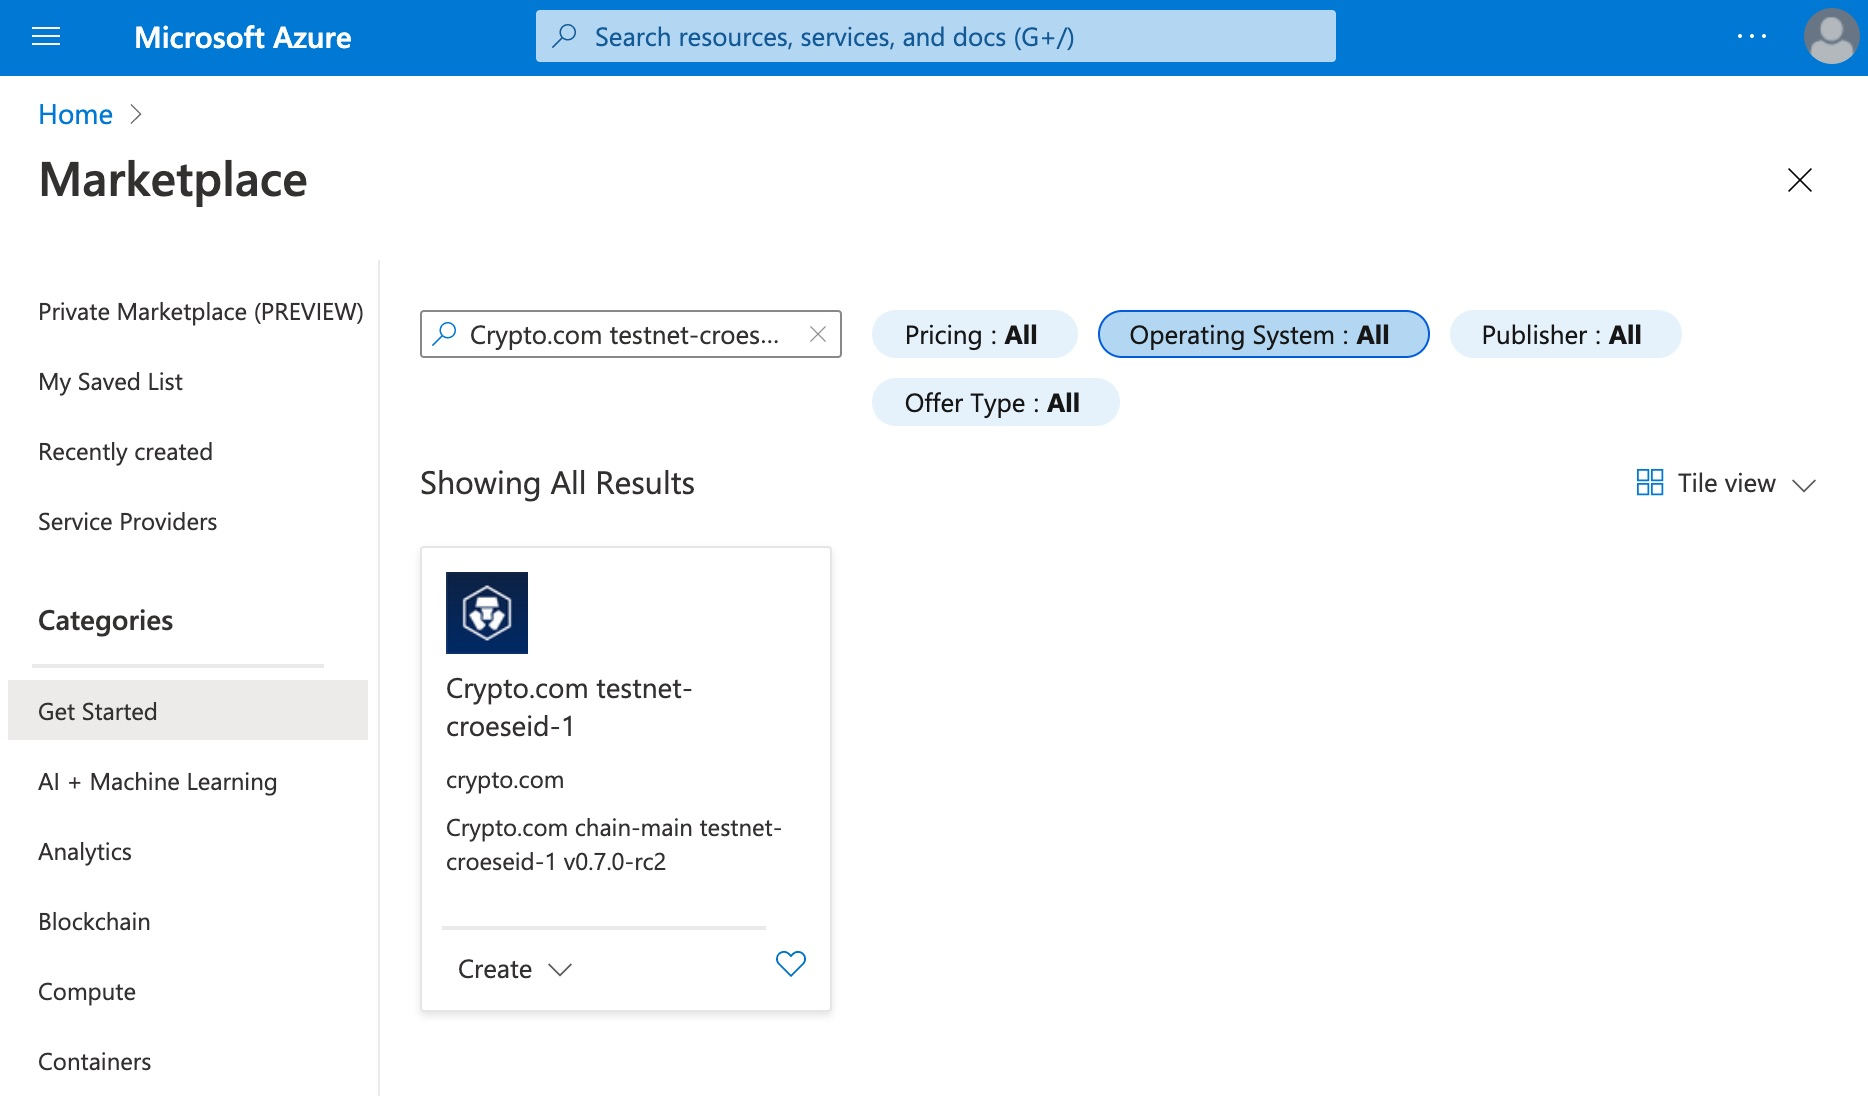 Microsoft Azure
Search resources, services, and docs (G+/)
Home
Marketplace
Private Marketplace (PREVIEW)
My Saved List
Recently created
Service Providers
Categories
Get Started
AI + Machine Learning
Analytics
Blockchain
Compute
Containers
Crypto.com testnet-croes...
Pricing : All
Operating System : All
Publisher : All
Offer Type : All
Showing All Results
Tile view
Crypto.com testnet-
croeseid-1
crypto.com
Crypto.com chain-main testnet-
croeseid-1 v0.7.0-rc2
Create